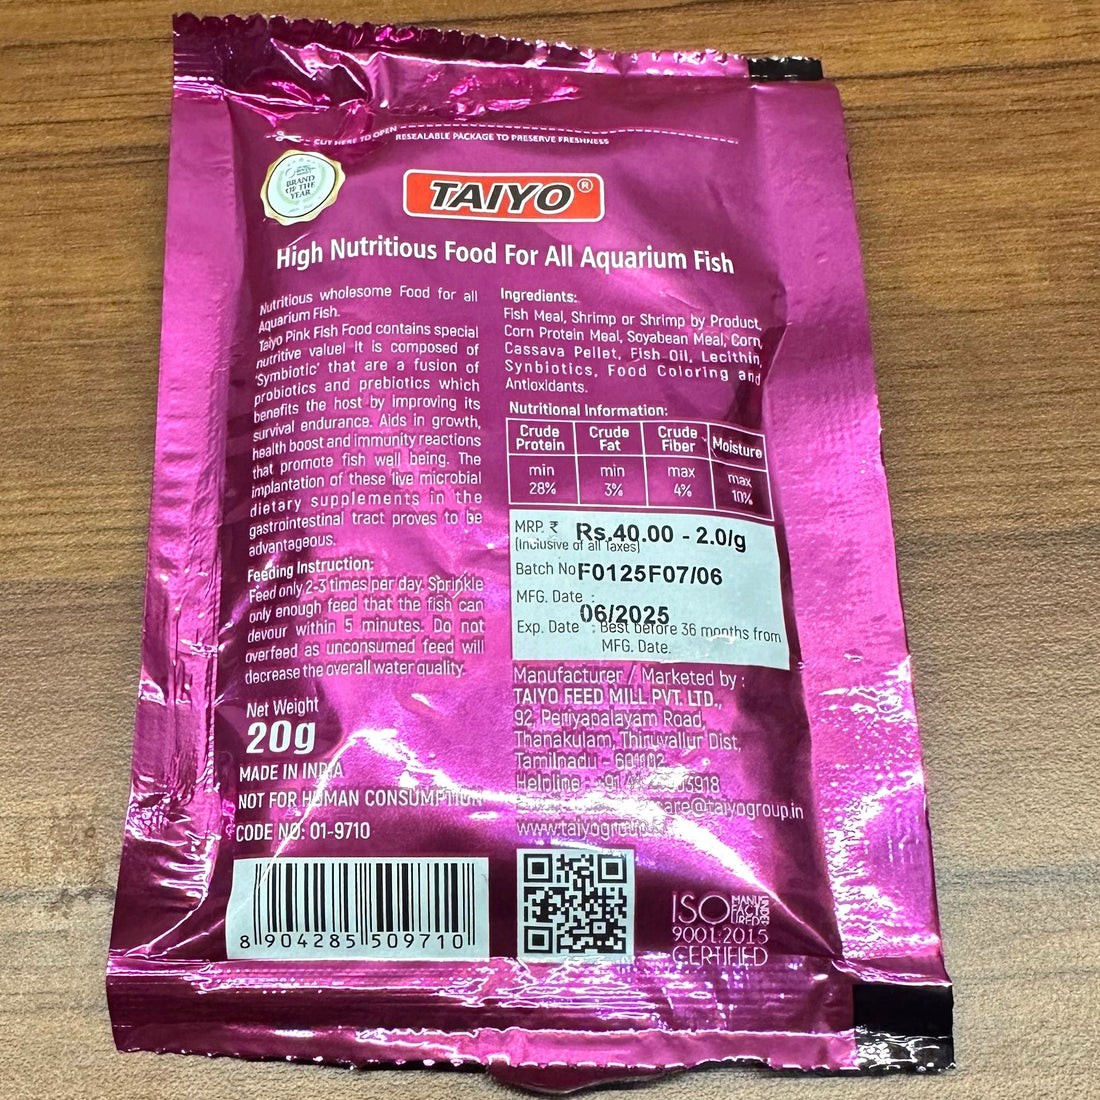 CUT HERE TO OPEN RESEALABLE PACKAGE TO PRESERVE FRESHNESS
BRAND
OF THE
YEAR
TAIYO®
High Nutritious Food For All Aquarium Fish
Nutritious wholesome Food for all
Aquarium Fish.
Taiyo Pink Fish Food contains special
nutritive value! It is composed of
'Symbiotic' that are a fusion of
probiotics and prebiotics which
benefits the host by improving its
survival endurance. Aids in growth,
health boost and immunity reactions
that promote fish well being. The
implantation of these live microbial
dietary supplements in the
gastrointestinal tract proves to be
advantageous.
Feeding Instruction:
Feed only 2-3 times per day. Sprinkle
only enough feed that the fish can
devour within 5 minutes. Do not
overfeed as unconsumed feed will
decrease the overall water quality.
Net Weight
20g
MADE IN INDIA
NOT FOR HUMAN CONSUMPTION
CODE NO: 01-9710
8 904285 509710
Ingredients:
Fish Meal, Shrimp or Shrimp by Product,
Corn Protein Meal, Soyabean Meal, Corn,
Cassava Pellet, Fish Oil, Lecithin,
Synbiotics, Food Coloring and
Antioxidants.
Nutritional Information:
Crude Protein Crude Fat Crude Fiber Moisture
min 28% min 3% max 4% max 10%
MRP. ₹ Rs.40.00 - 2.0/g
(Inclusive of all Taxes)
Batch No F0125F07/06
MFG. Date :
06/2025
Exp. Date : Best before 36 months from
MFG. Date.
Manufacturer / Marketed by :
TAIYO FEED MILL PVT. LTD.,
92, Periyapalayam Road,
Thanakulam, Thiruvallur Dist,
Tamilnadu - 601102
Helpline : +91
care@taiyogroup.in
www.taiyogroup
ISO MANUFACTURED UNDER
9001:2015
CERTIFIED